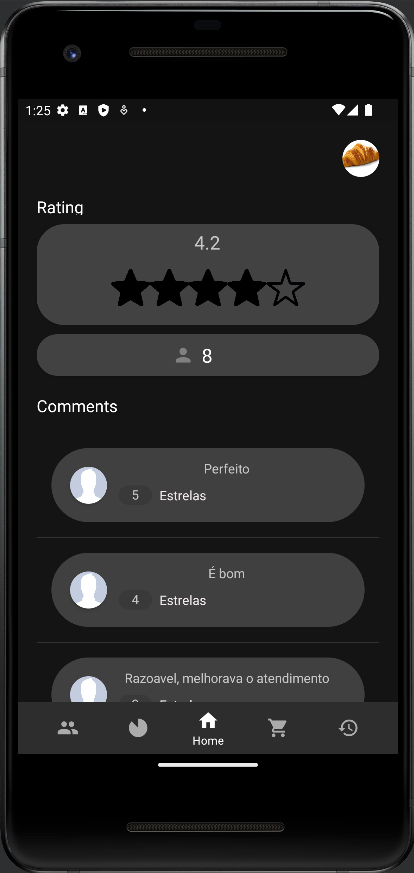 1:25
Rating
4.2
8
Comments
Perfeito
5 Estrelas
É bom
4 Estrelas
Razoavel, melhorava o atendimento
Home